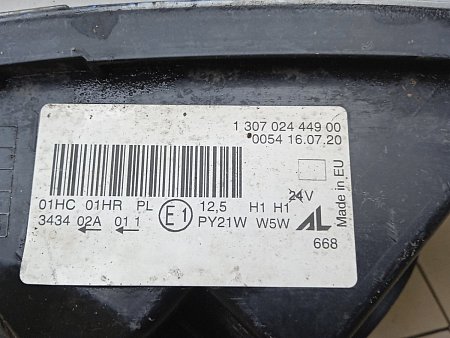 1 307 024 449 00
0054 16.07.20
01HC 01HR PL 12,5 H1 H1 24V
3434 02A 01 1 E1 PY21W W5W AL
668
Made in EU